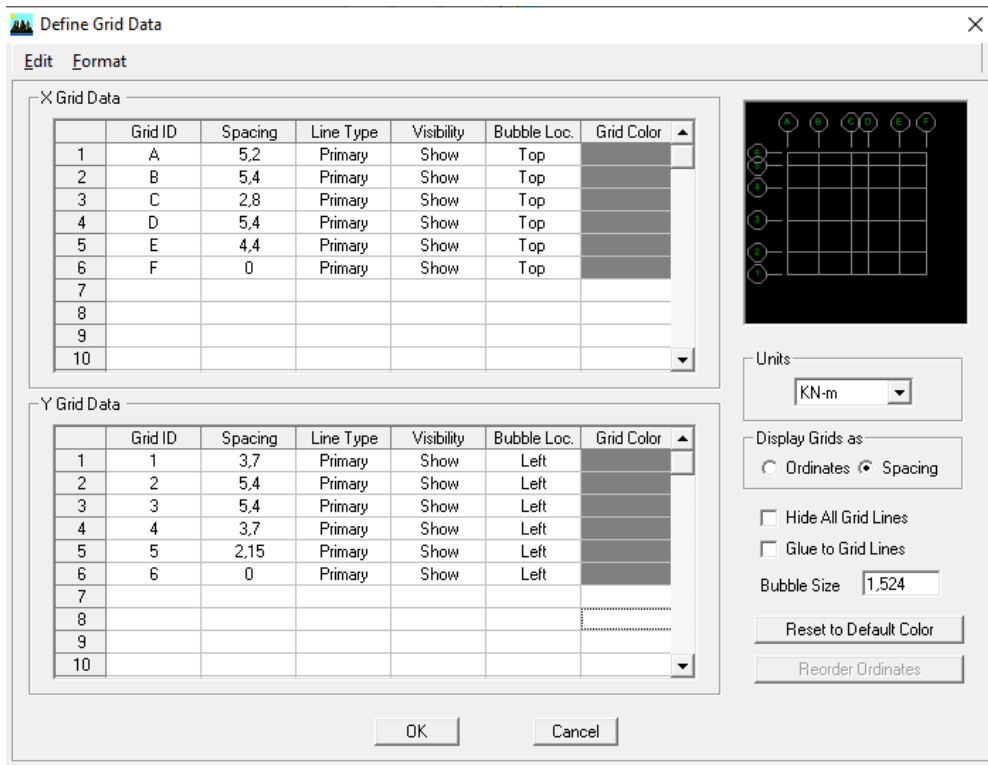 Define Grid Data
Edit Format
X Grid Data
Grid ID Spacing Line Type Visibility Bubble Loc. Grid Color
1 A 5,2 Primary Show Top
2 B 5,4 Primary Show Top
3 C 2,8 Primary Show Top
4 D 5,4 Primary Show Top
5 E 4,4 Primary Show Top
6 F 0 Primary Show Top
7
8
9
10
Y Grid Data
Grid ID Spacing Line Type Visibility Bubble Loc. Grid Color
1 1 3,7 Primary Show Left
2 2 5,4 Primary Show Left
3 3 5,4 Primary Show Left
4 4 3,7 Primary Show Left
5 5 2,15 Primary Show Left
6 6 0 Primary Show Left
7
8
9
10
A B C D E F
6
5
4
3
2
1
Units
KN-m
Display Grids as
Ordinates Spacing
Hide All Grid Lines
Glue to Grid Lines
Bubble Size 1,524
Reset to Default Color
Reorder Ordinates
OK Cancel